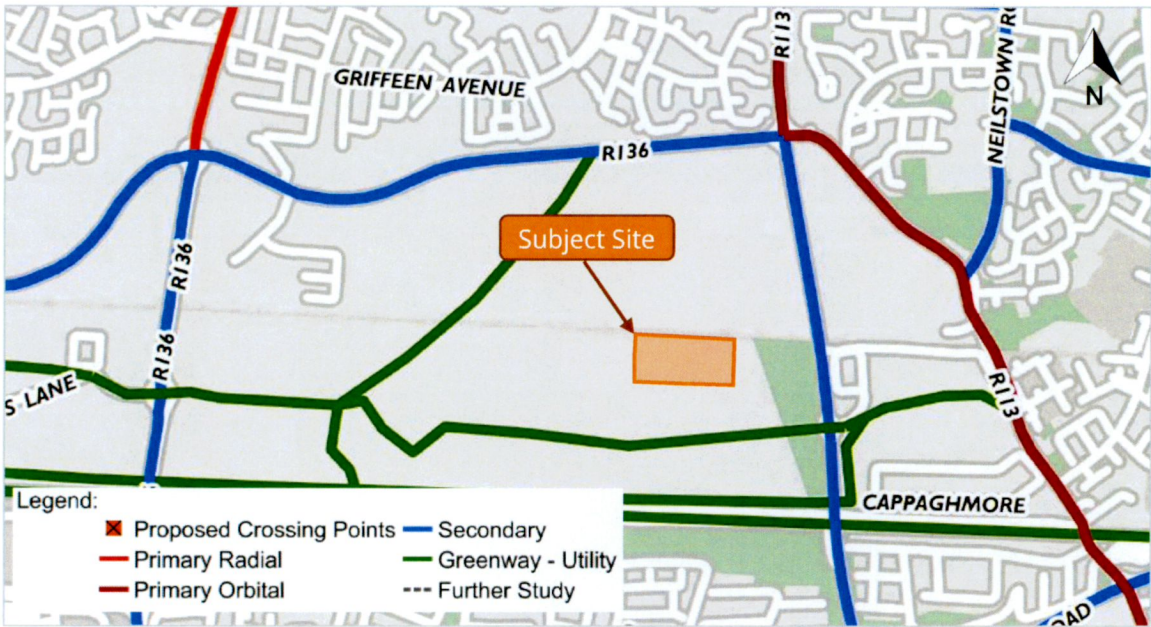 R113
NEILSTOWN RO
GRIFFEEN AVENUE
N
R136
Subject Site
R136
R136
S LANE
R113
CAPPAGHMORE
Legend:
Proposed Crossing Points
Secondary
Primary Radial
Greenway - Utility
Primary Orbital
Further Study
OAD